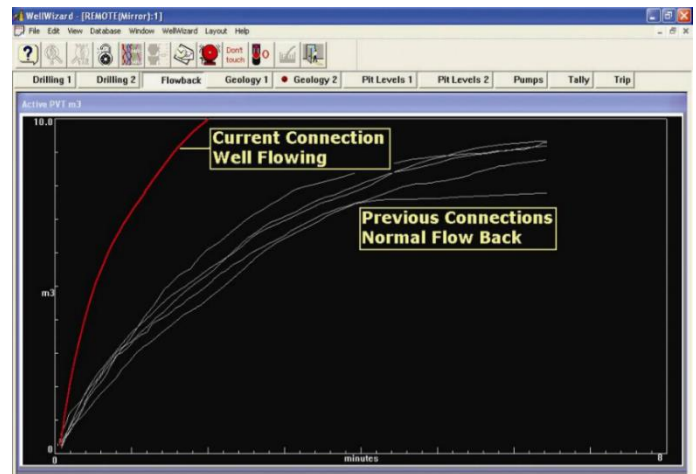 WellWizard - [REMOTE(Mirror):1]
File Edit View Database Window WellWizard Layout Help
Don't
touch
Drilling 1 Drilling 2 Flowback Geology 1 Geology 2 Pit Levels 1 Pit Levels 2 Pumps Tally Trip
Active PVT m3
10.0
Current Connection
Well Flowing
Previous Connections
Normal Flow Back
m3
0
0 minutes 8